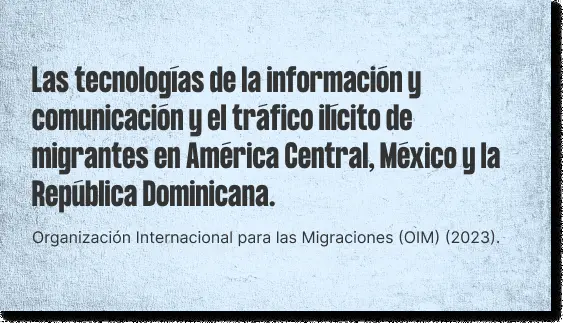 Las tecnologías de la información y
comunicación y el tráfico ilícito de
migrantes en América Central, México y la
República Dominicana.
Organización Internacional para las Migraciones (OIM) (2023).